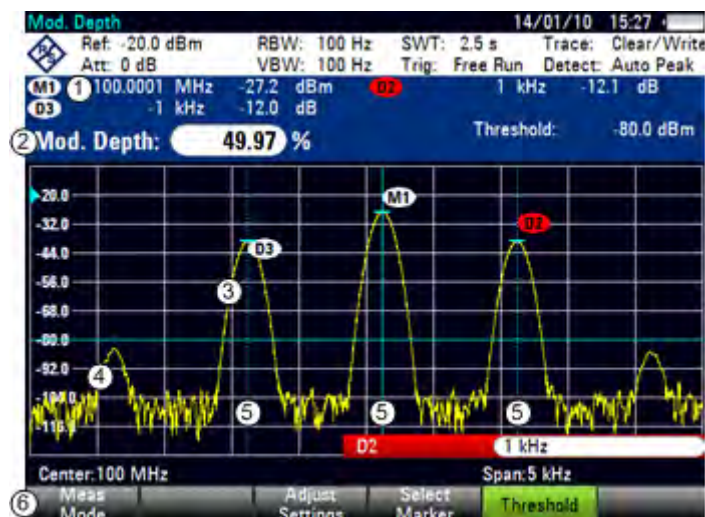 Mod. Depth 14/01/10 15:27
Ref: -20.0 dBm RBW: 100 Hz SWT: 2.5 s Trace: Clear/Write
Att: 0 dB VBW: 100 Hz Trig: Free Run Detect: Auto Peak
M1 1 100.0001 MHz -27.2 dBm D2 1 kHz -12.1 dB
D3 -1 kHz -12.0 dB
Threshold: -80.0 dBm
2 Mod. Depth: 49.97 %
-20.0
M1
-32.0
D2
D3
-44.0
-56.0
3
-68.0
-80.0
-92.0
4
-104.0
5 5 5
-116.0
D2 1 kHz
Center:100 MHz Span:5 kHz
6 Meas Mode Adjust Settings Select Marker Threshold